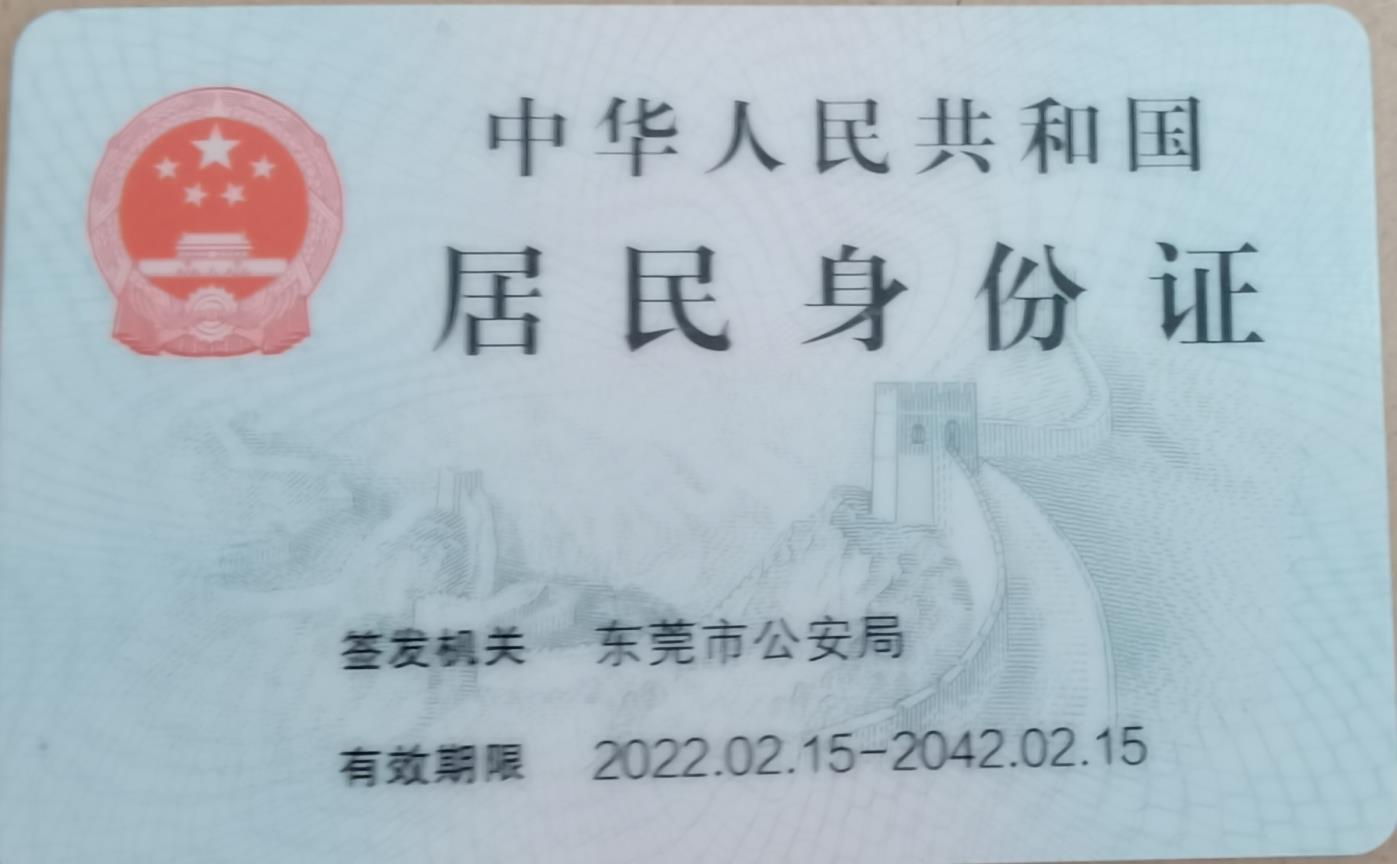 中华人民共和国
居民身份证
签发机关 东莞市公安局
有效期限 2022.02.15-2042.02.15